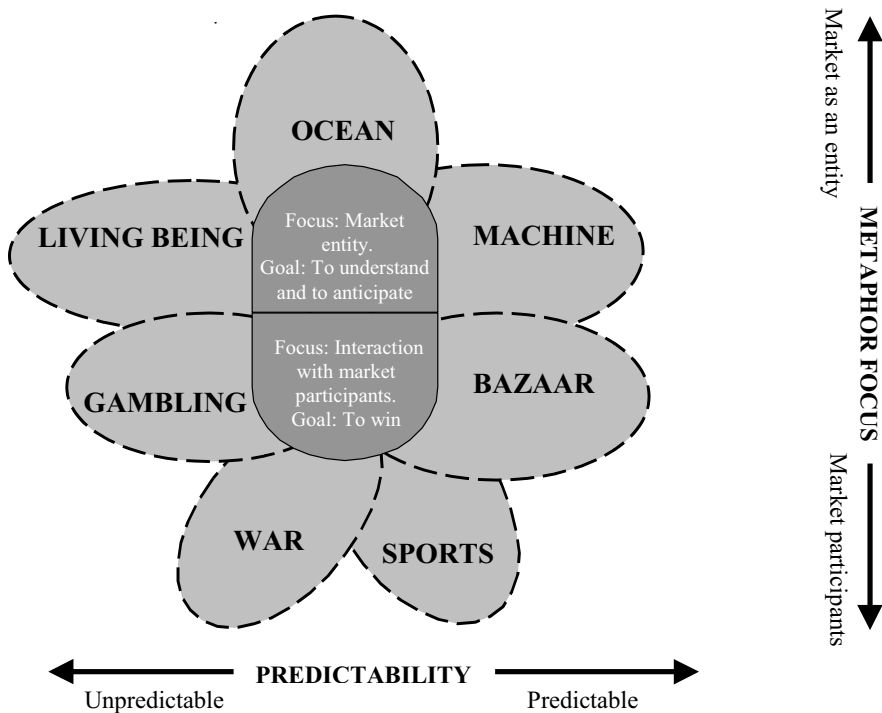 OCEAN
LIVING BEING
MACHINE
Focus: Market
entity.
Goal: To understand
and to anticipate
Focus: Interaction
with market
participants.
Goal: To win
GAMBLING
BAZAAR
WAR
SPORTS
PREDICTABILITY
Unpredictable
Predictable
Market as an entity
METAPHOR FOCUS
Market participants